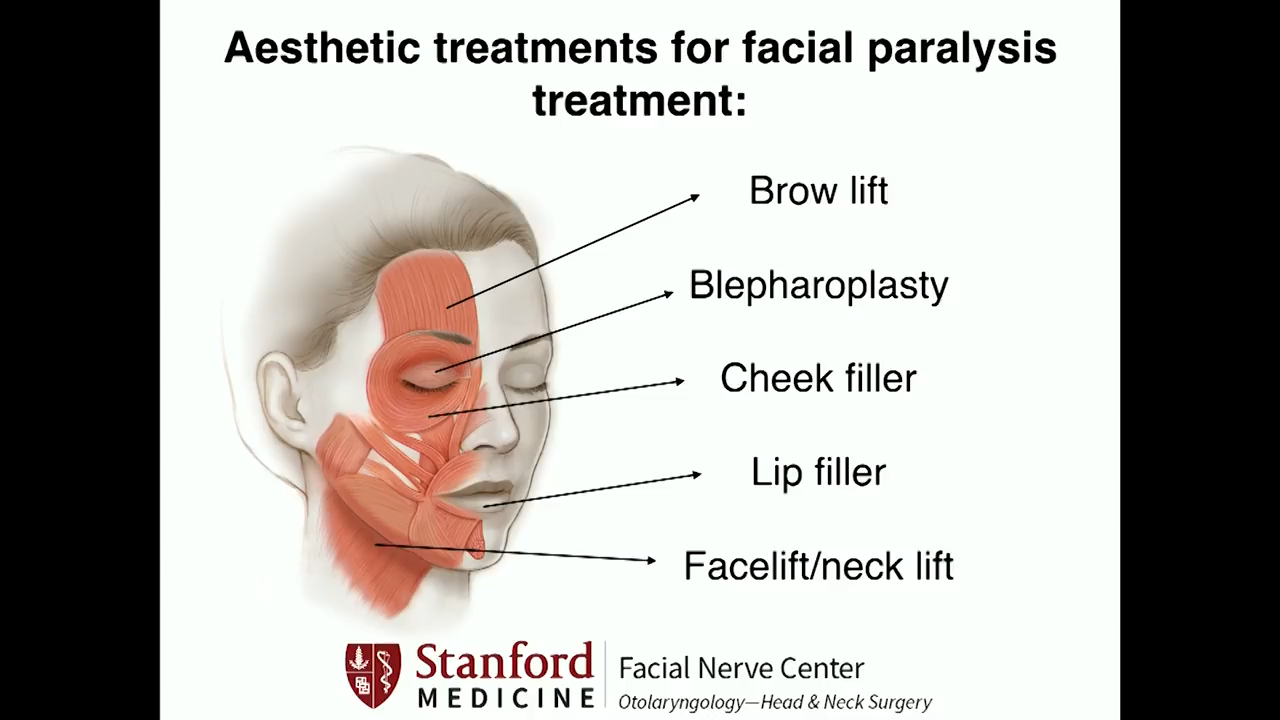 Aesthetic treatments for facial paralysis
treatment:
Brow lift
Blepharoplasty
Cheek filler
Lip filler
Facelift/neck lift
Stanford
MEDICINE
Facial Nerve Center
Otolaryngology—Head & Neck Surgery